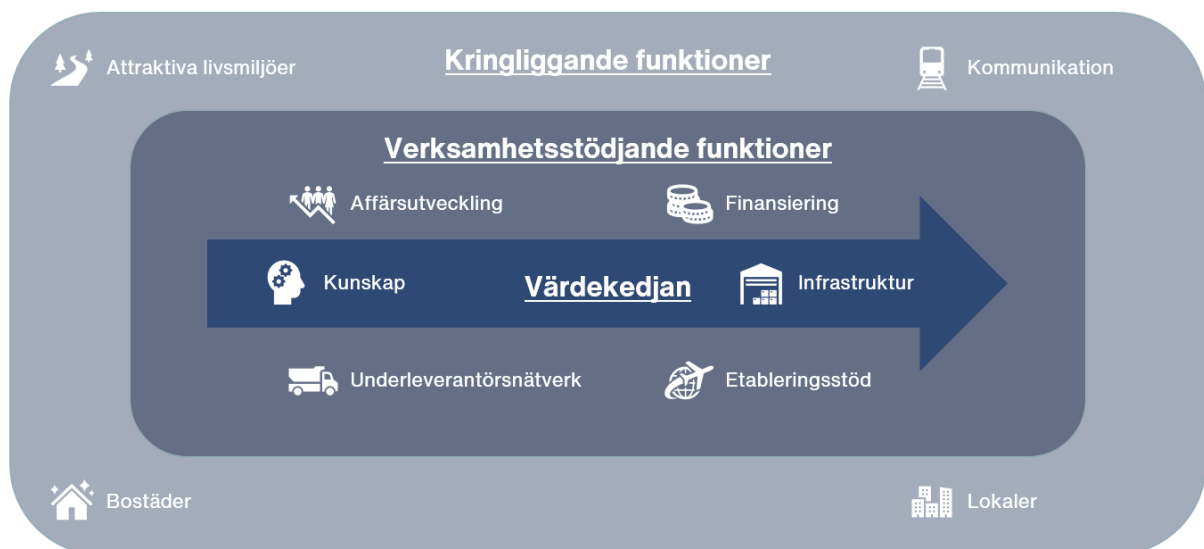 Attraktiva livsmiljöer
Kringliggande funktioner
Kommunikation
Verksamhetsstödjande funktioner
Affärsutveckling
Finansiering
Kunskap
Värdekedjan
Infrastruktur
Underleverantörsnätverk
Etableringsstöd
Bostäder
Lokaler